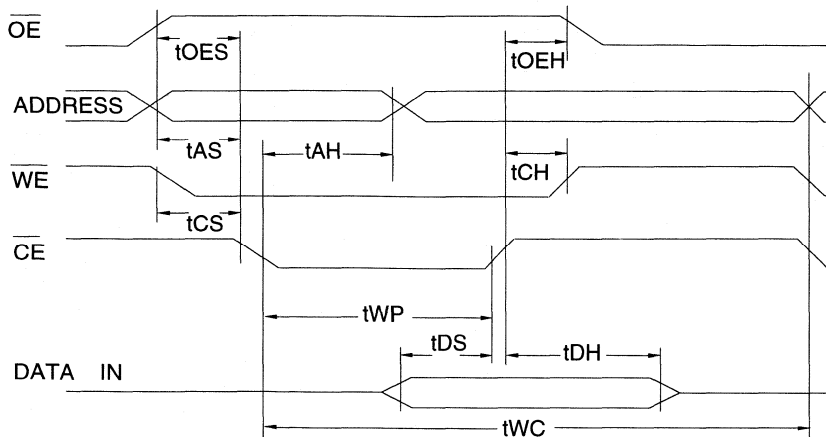 OE
tOES
tOEH
ADDRESS
tAS
tAH
tCH
WE
tCS
CE
tWP
tDS
tDH
DATA IN
tWC